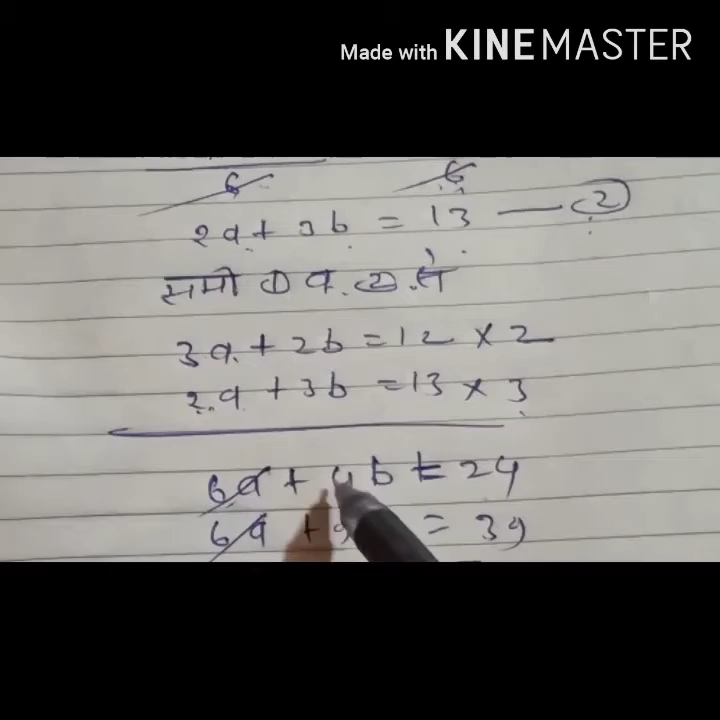 Made with KINEMASTER
6 6
2a + 3b = 13 — 2
समी 1 व 2 से
3a + 2b = 12 × 2
2a + 3b = 13 × 3
6a + 4b = 24
6a + 9 = 39